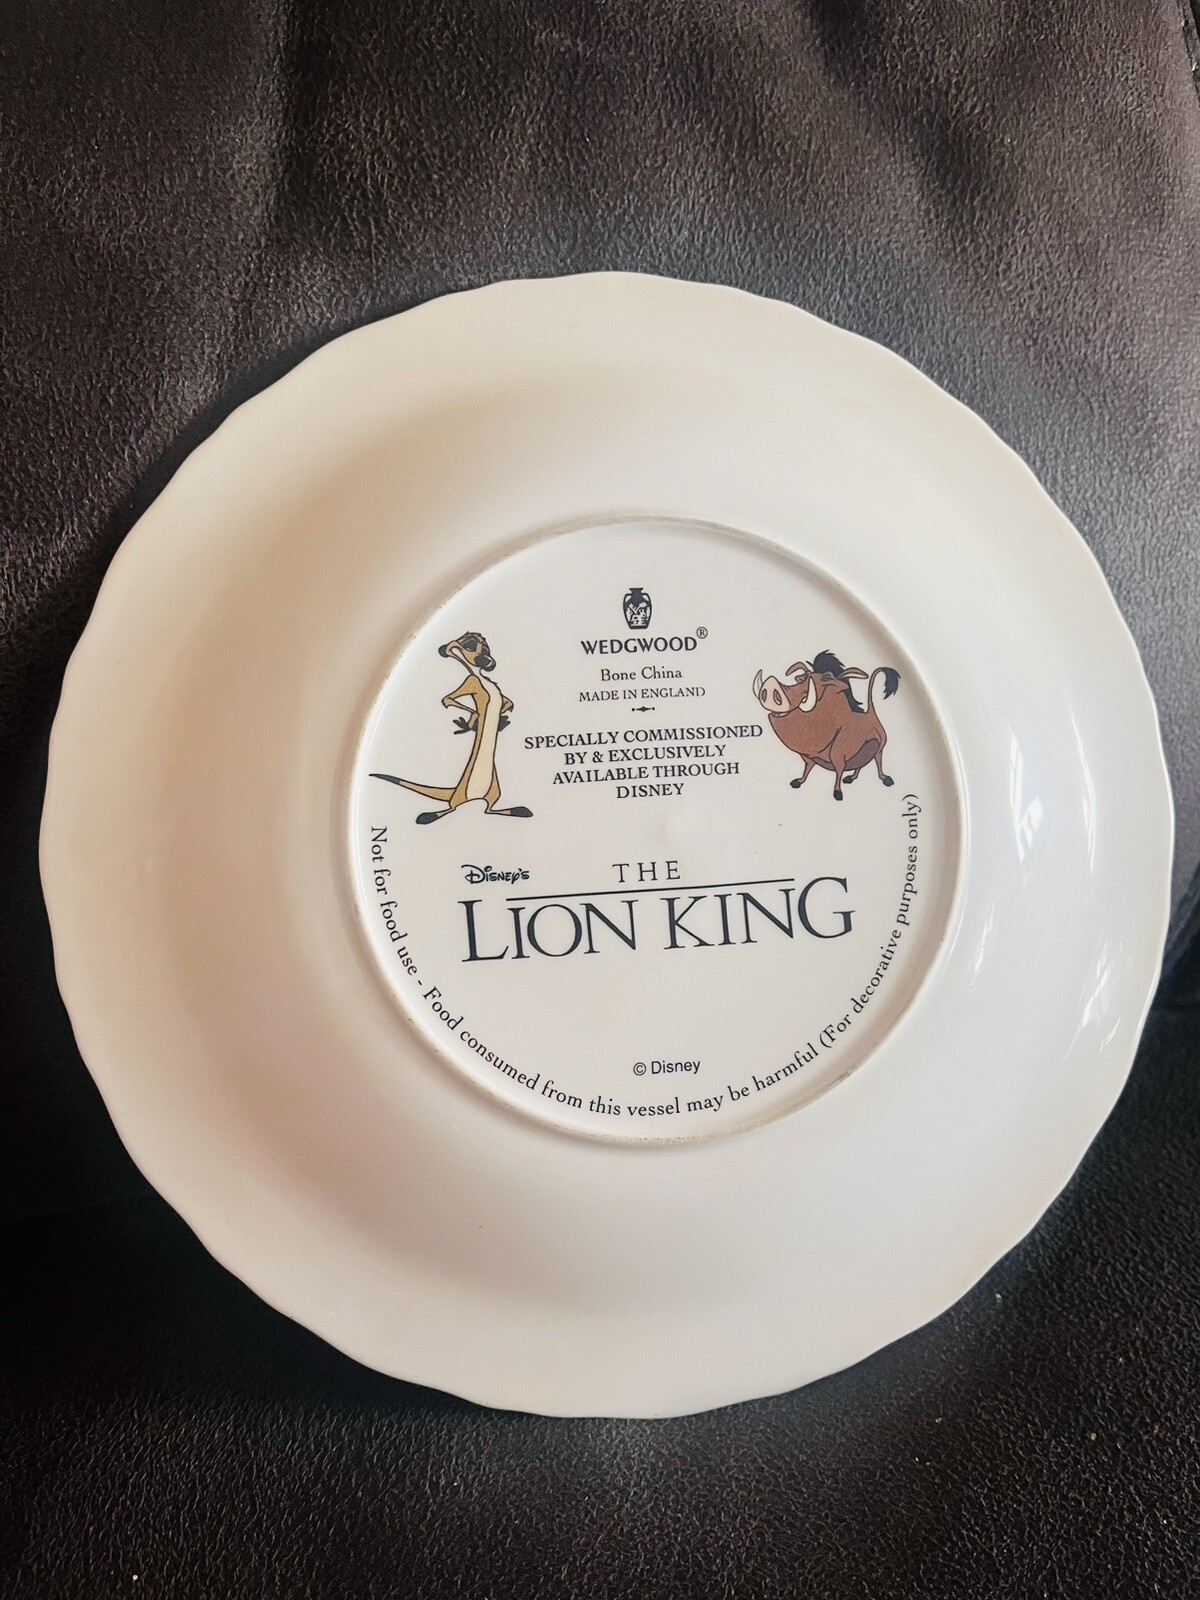 WEDGWOOD®
Bone China
MADE IN ENGLAND
SPECIALLY COMMISSIONED
BY & EXCLUSIVELY
AVAILABLE THROUGH
DISNEY
Disney's
THE
LION KING
© Disney
Not for food use - Food consumed from this vessel may be harmful (For decorative purposes only)